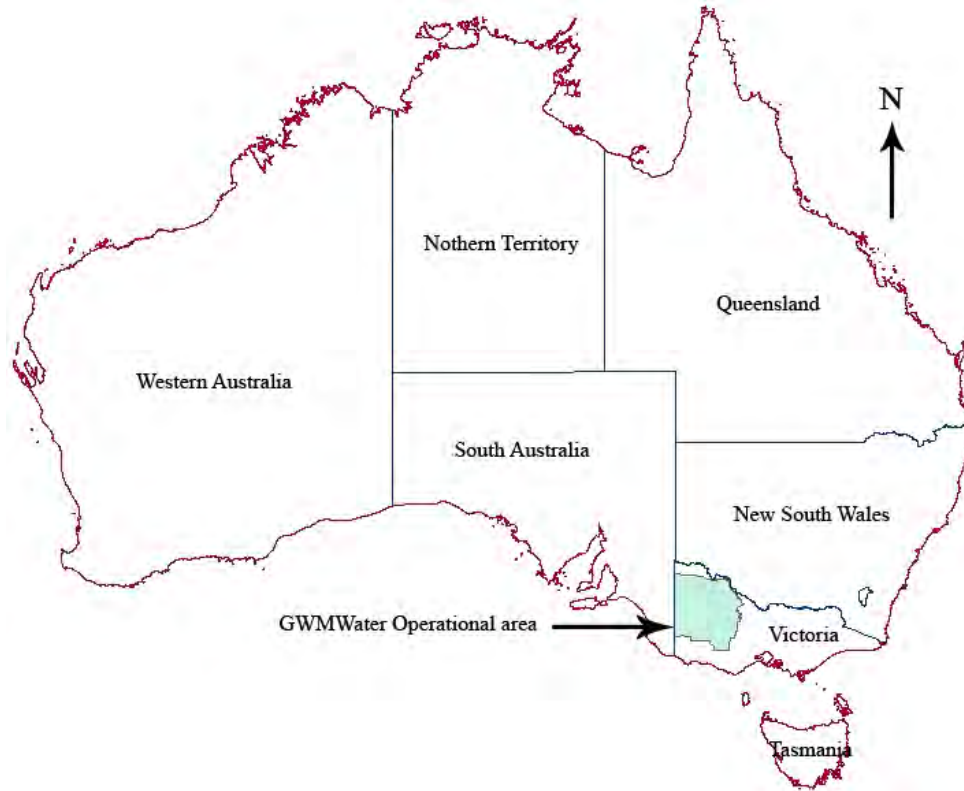 N
Nothern Territory
Queensland
Western Australia
South Australia
New South Wales
GWMWater Operational area
Victoria
Tasmania